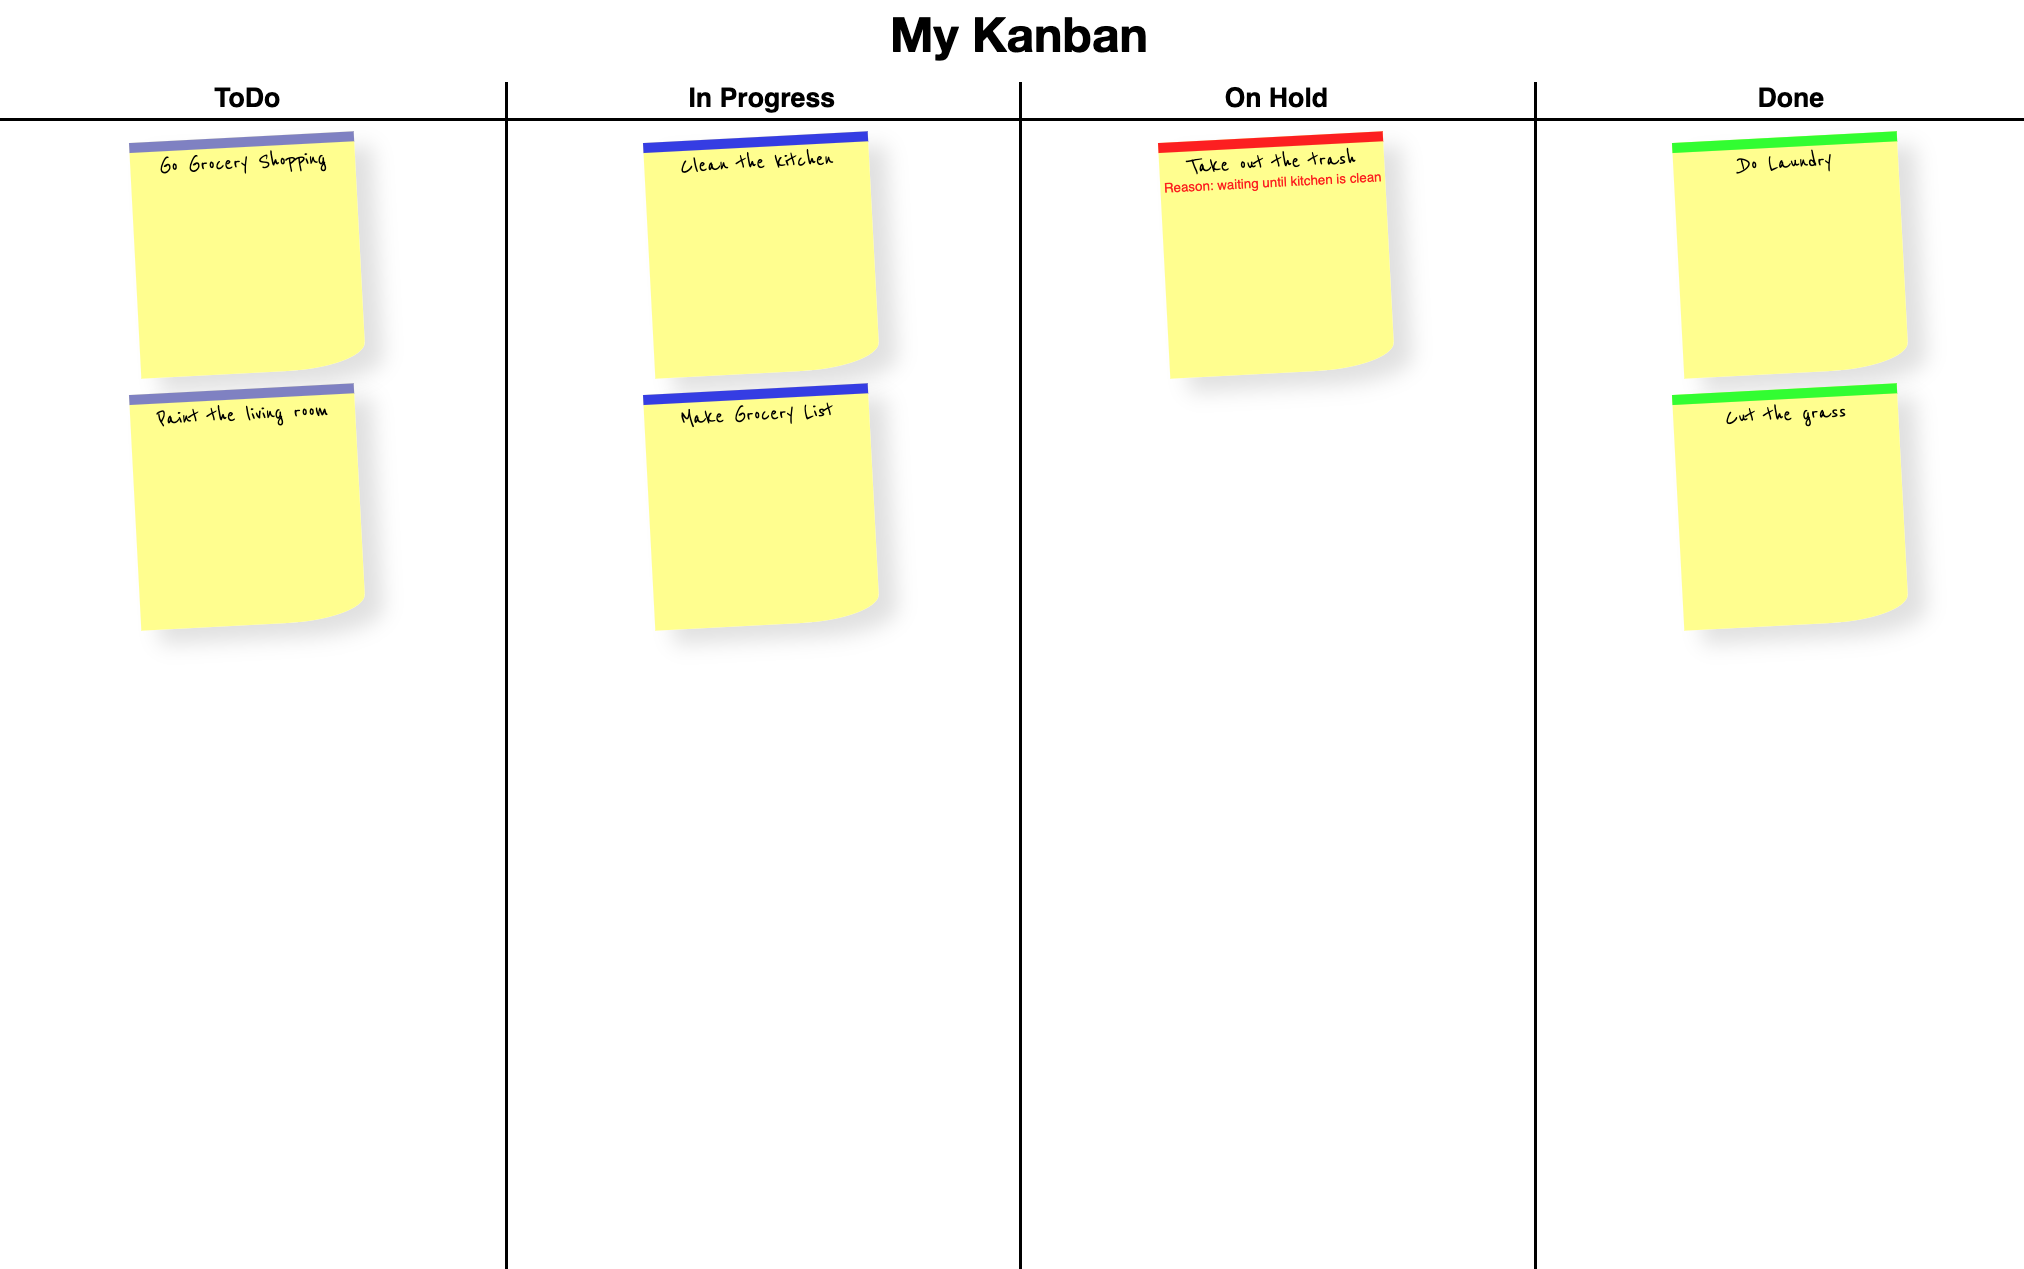 My Kanban
ToDo
In Progress
On Hold
Done
Go Grocery Shopping
Paint the living room
Clean the kitchen
Make Grocery List
Take out the trash
Reason: waiting until kitchen is clean
Do Laundry
Cut the grass